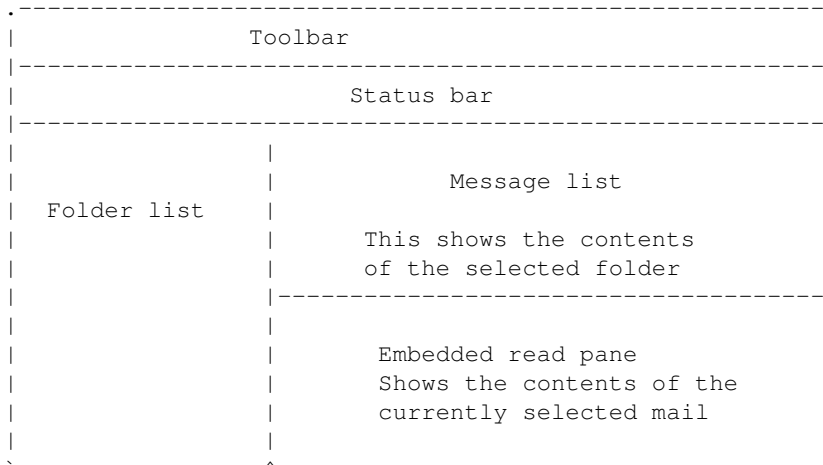 Toolbar
Status bar
Message list
Folder list
This shows the contents
of the selected folder
Embedded read pane
Shows the contents of the
currently selected mail